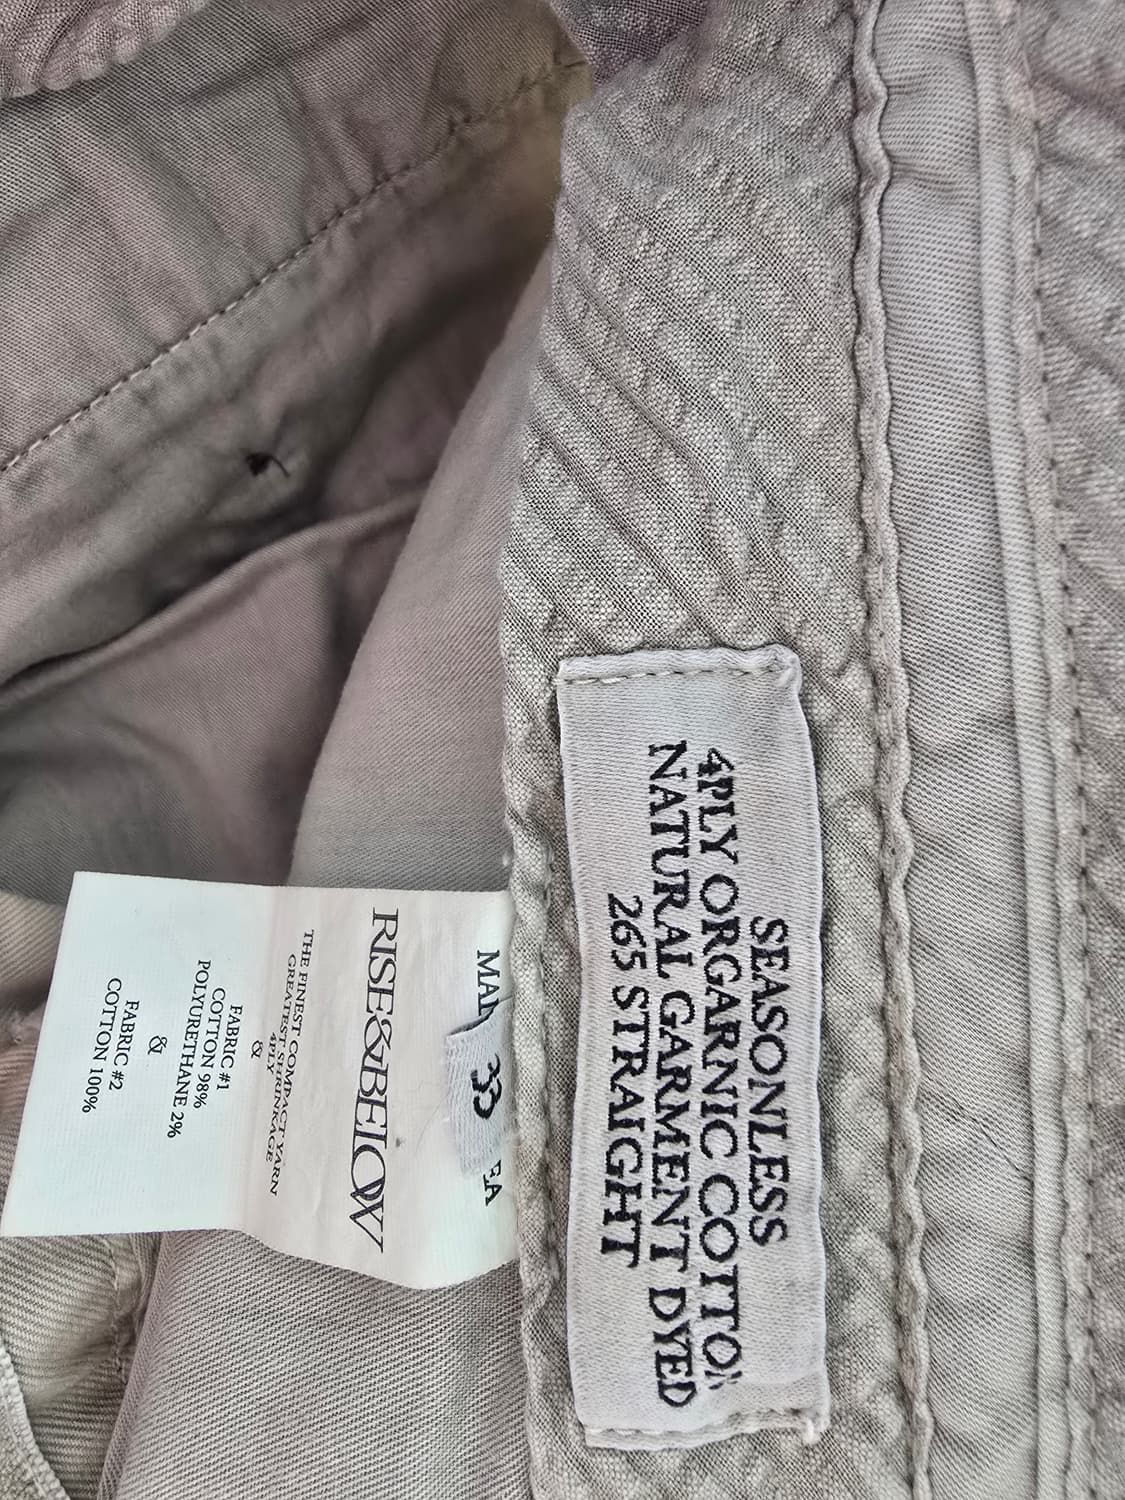 SEASONLESS
4PLY ORGARNIC COTTON
NATURAL GARMENT DYED
265 STRAIGHT
33
RISE&BELOW
THE FINEST COMPACT YARN
GREATEST SHRINKAGE
4PLY
&
FABRIC #1
COTTON 98%
POLYURETHANE 2%
&
FABRIC #2
COTTON 100%